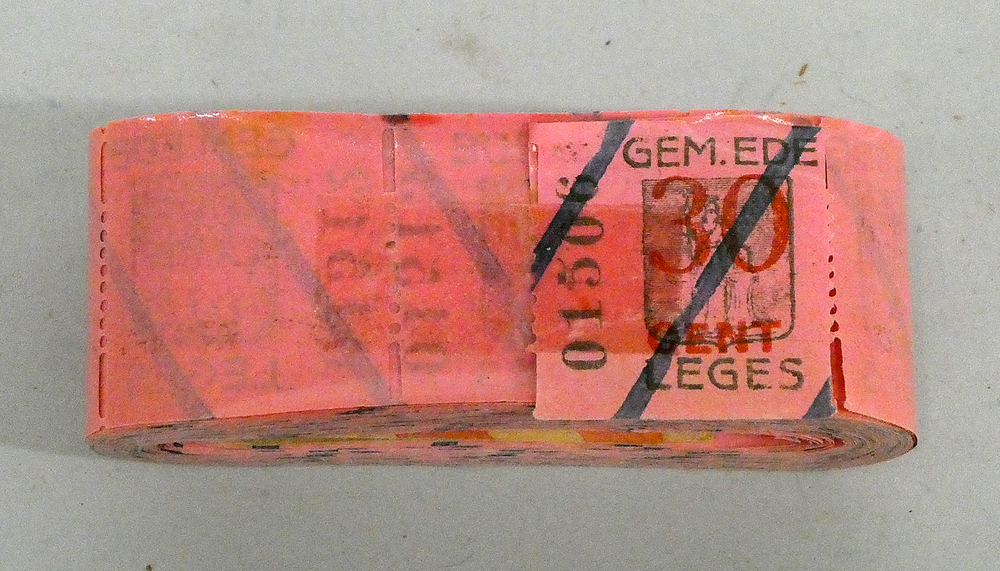 GEM. EDE
30
CENT
LEGES
01506